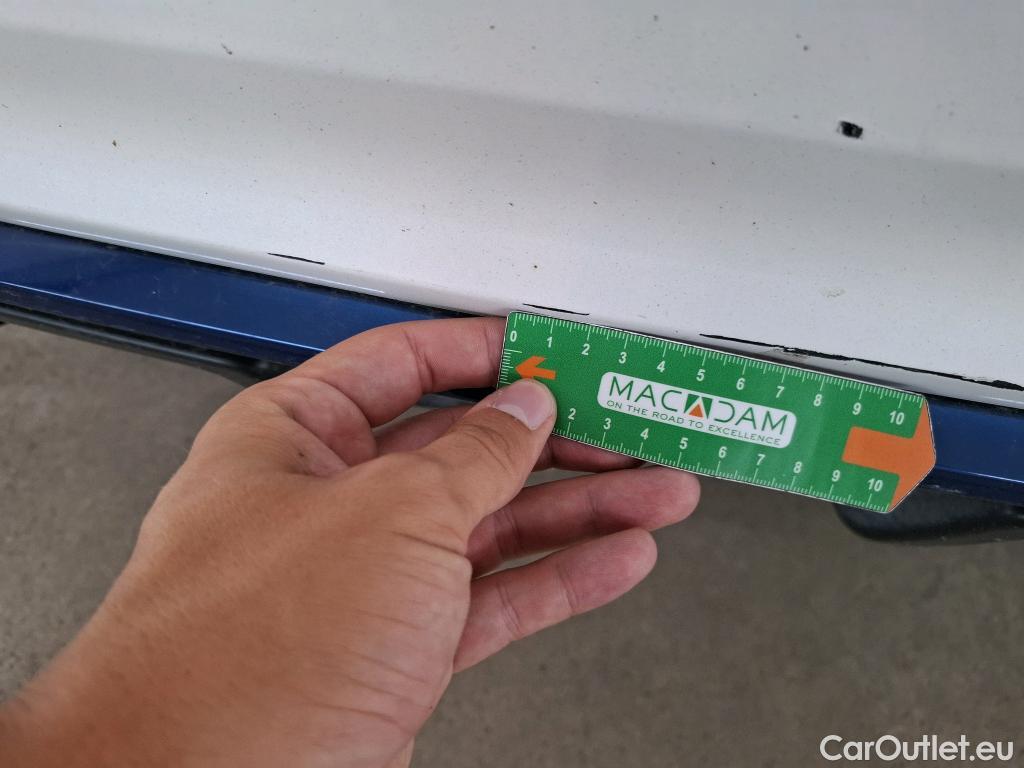 0 1 2 3 4 5 6 7 8 9 10
MACADAM
ON THE ROAD TO EXCELLENCE
2 3 4 5 6 7 8 9 10
CarOutlet.eu